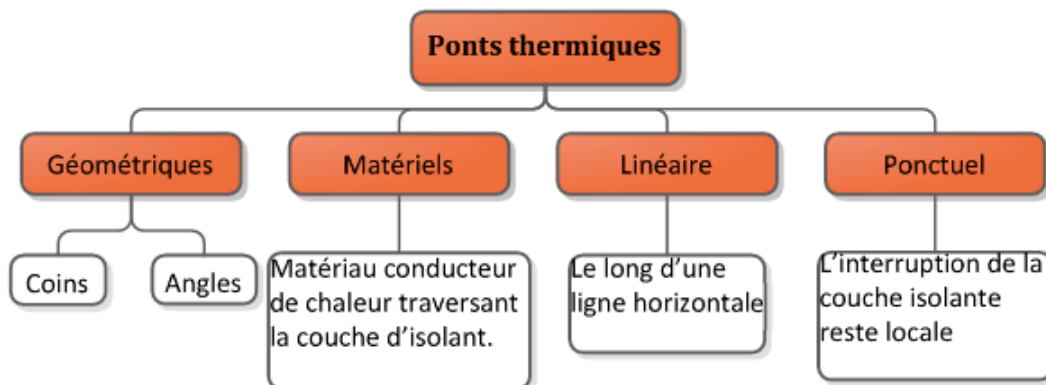 Ponts thermiques
Géométriques
Matériels
Linéaire
Ponctuel
Coins
Angles
Matériau conducteur
de chaleur traversant
la couche d’isolant.
Le long d’une
ligne horizontale
L’interruption de la
couche isolante
reste locale